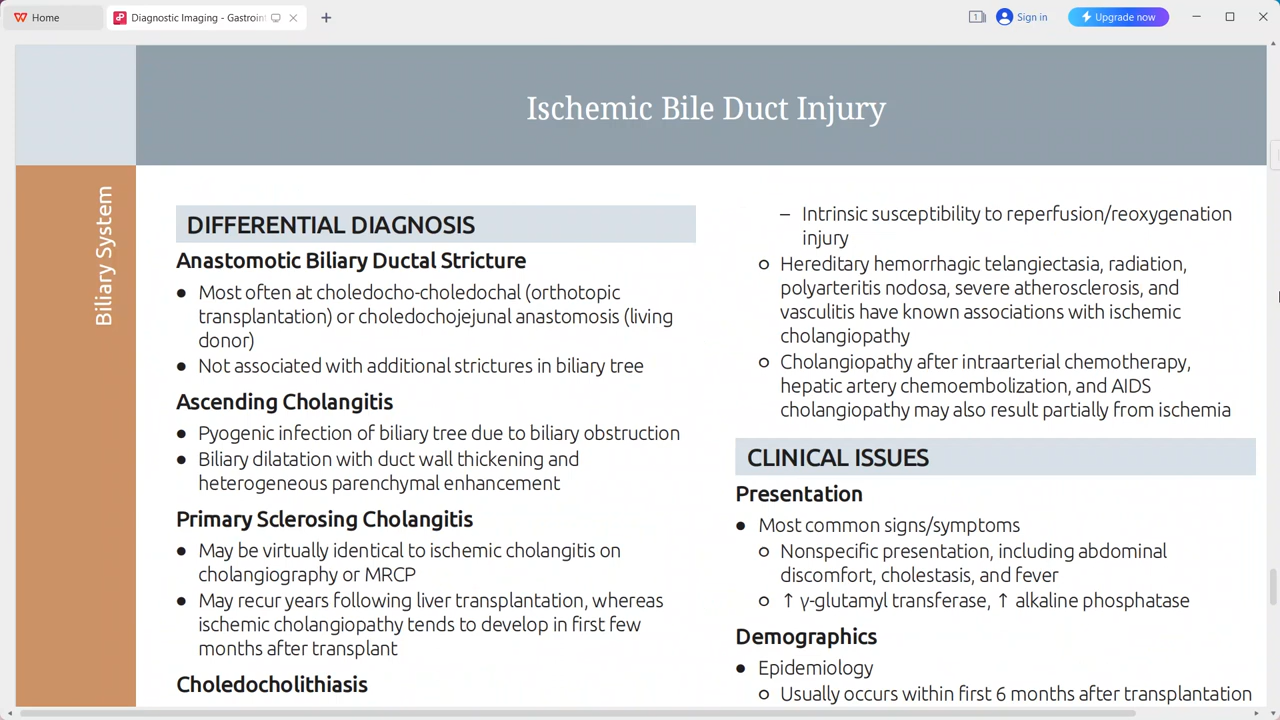 Home
Diagnostic Imaging - Gastroin
1
Sign in
Upgrade now
Ischemic Bile Duct Injury
Biliary System
DIFFERENTIAL DIAGNOSIS
Anastomotic Biliary Ductal Stricture
● Most often at choledocho-choledochal (orthotopic
transplantation) or choledochojejunal anastomosis (living
donor)
● Not associated with additional strictures in biliary tree
Ascending Cholangitis
● Pyogenic infection of biliary tree due to biliary obstruction
● Biliary dilatation with duct wall thickening and
heterogeneous parenchymal enhancement
Primary Sclerosing Cholangitis
● May be virtually identical to ischemic cholangitis on
cholangiography or MRCP
● May recur years following liver transplantation, whereas
ischemic cholangiopathy tends to develop in first few
months after transplant
Choledocholithiasis
– Intrinsic susceptibility to reperfusion/reoxygenation
injury
○ Hereditary hemorrhagic telangiectasia, radiation,
polyarteritis nodosa, severe atherosclerosis, and
vasculitis have known associations with ischemic
cholangiopathy
○ Cholangiopathy after intraarterial chemotherapy,
hepatic artery chemoembolization, and AIDS
cholangiopathy may also result partially from ischemia
CLINICAL ISSUES
Presentation
● Most common signs/symptoms
○ Nonspecific presentation, including abdominal
discomfort, cholestasis, and fever
○ ↑ γ-glutamyl transferase, ↑ alkaline phosphatase
Demographics
● Epidemiology
○ Usually occurs within first 6 months after transplantation